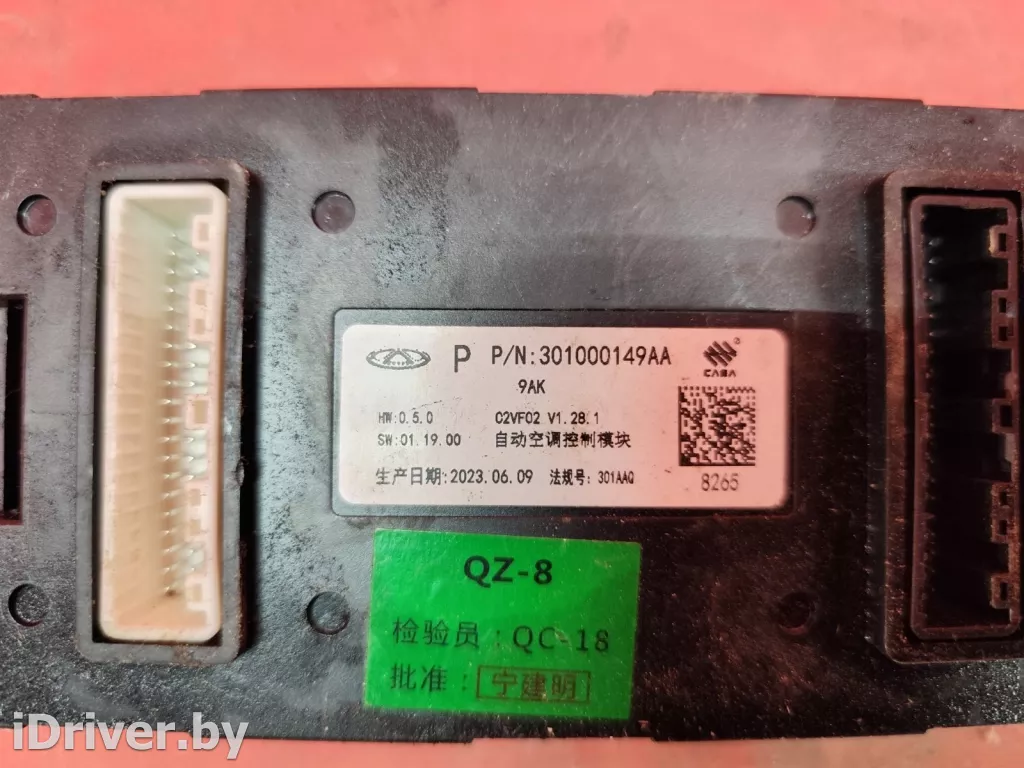 P P/N:301000149AA
CASA
9AK
HW:0.5.0 C2VF02 V1.28.1
SW:01.19.00 自动空调控制模块
生产日期:2023.06.09 法规号: 301AAQ
8265
QZ-8
检验员:QC-18
批准:宁建明
iDriver.by